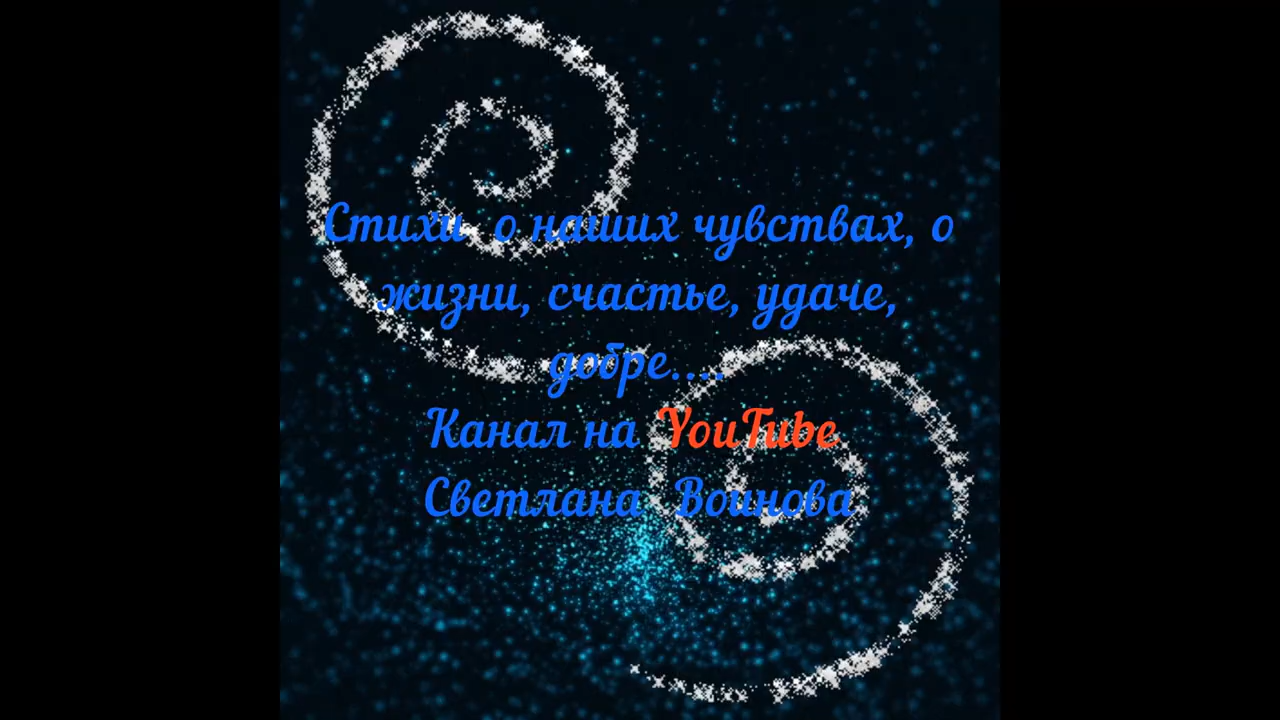 Стихи о наших чувствах, о
жизни, счастье, удаче,
добре....
Канал на YouTube
Светлана Воинова